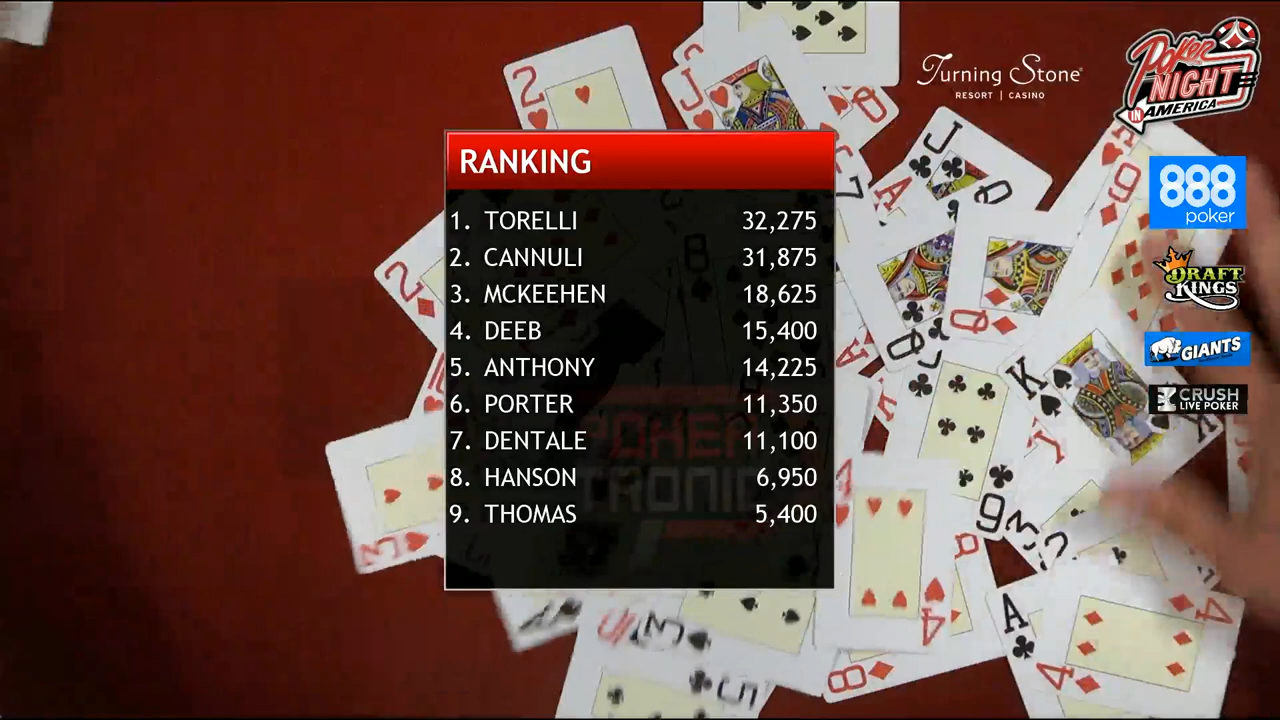 Turning Stone
RESORT | CASINO
Poker
NIGHT
IN AMERICA
RANKING
1. TORELLI 32,275
2. CANNULI 31,875
3. MCKEEHEN 18,625
4. DEEB 15,400
5. ANTHONY 14,225
6. PORTER 11,350
7. DENTALE 11,100
8. HANSON 6,950
9. THOMAS 5,400
888
poker
DRAFT
KINGS
GIANTS
CRUSH
LIVE POKER
POKER
TRONIC